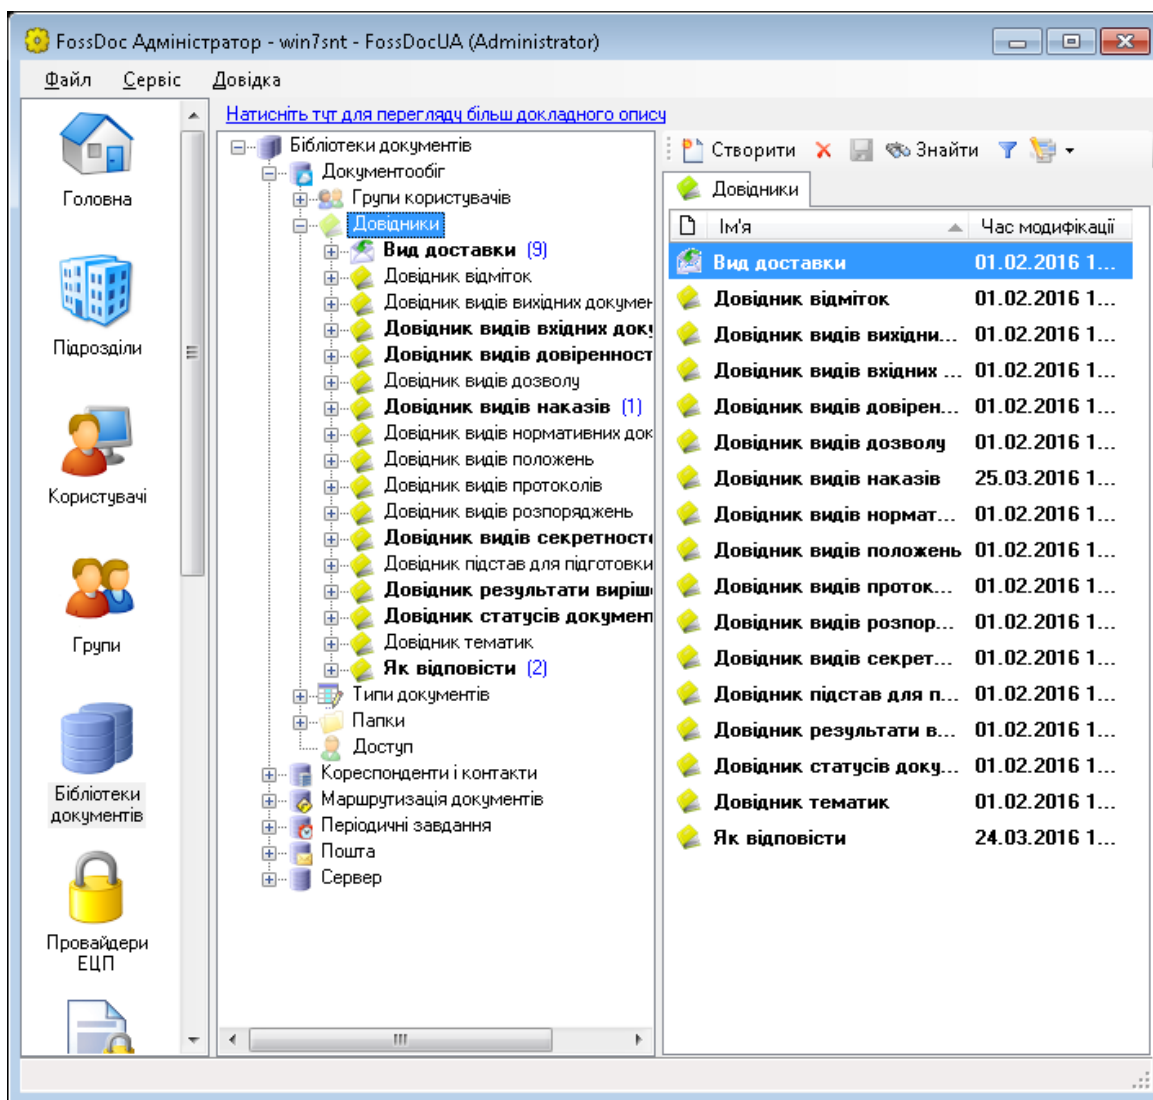 FossDoc Адміністратор - win7snt - FossDocUA (Administrator)
Файл Сервіс Довідка
Головна
Підрозділи
Користувачі
Групи
Бібліотеки
документів
Провайдери
ЕЦП
Натисніть тут для перегляду більш докладного опису
Бібліотеки документів
Документообіг
Групи користувачів
Довідники
Вид доставки (9)
Довідник відміток
Довідник видів вихідних докумен
Довідник видів вхідних доку
Довідник видів довіреност
Довідник видів дозволу
Довідник видів наказів (1)
Довідник видів нормативних док
Довідник видів положень
Довідник видів протоколів
Довідник видів розпоряджень
Довідник видів секретност
Довідник підстав для підготовки
Довідник результати виріш
Довідник статусів документ
Довідник тематик
Як відповісти (2)
Типи документів
Папки
Доступ
Кореспонденти і контакти
Маршрутизація документів
Періодичні завдання
Пошта
Сервер
Створити Знайти
Довідники
Ім'я Час модифікації
Вид доставки 01.02.2016 1...
Довідник відміток 01.02.2016 1...
Довідник видів вихідни... 01.02.2016 1...
Довідник видів вхідних ... 01.02.2016 1...
Довідник видів довірен... 01.02.2016 1...
Довідник видів дозволу 01.02.2016 1...
Довідник видів наказів 25.03.2016 1...
Довідник видів нормат... 01.02.2016 1...
Довідник видів положень 01.02.2016 1...
Довідник видів проток... 01.02.2016 1...
Довідник видів розпор... 01.02.2016 1...
Довідник видів секрет... 01.02.2016 1...
Довідник підстав для п... 01.02.2016 1...
Довідник результати в... 01.02.2016 1...
Довідник статусів доку... 01.02.2016 1...
Довідник тематик 01.02.2016 1...
Як відповісти 24.03.2016 1...